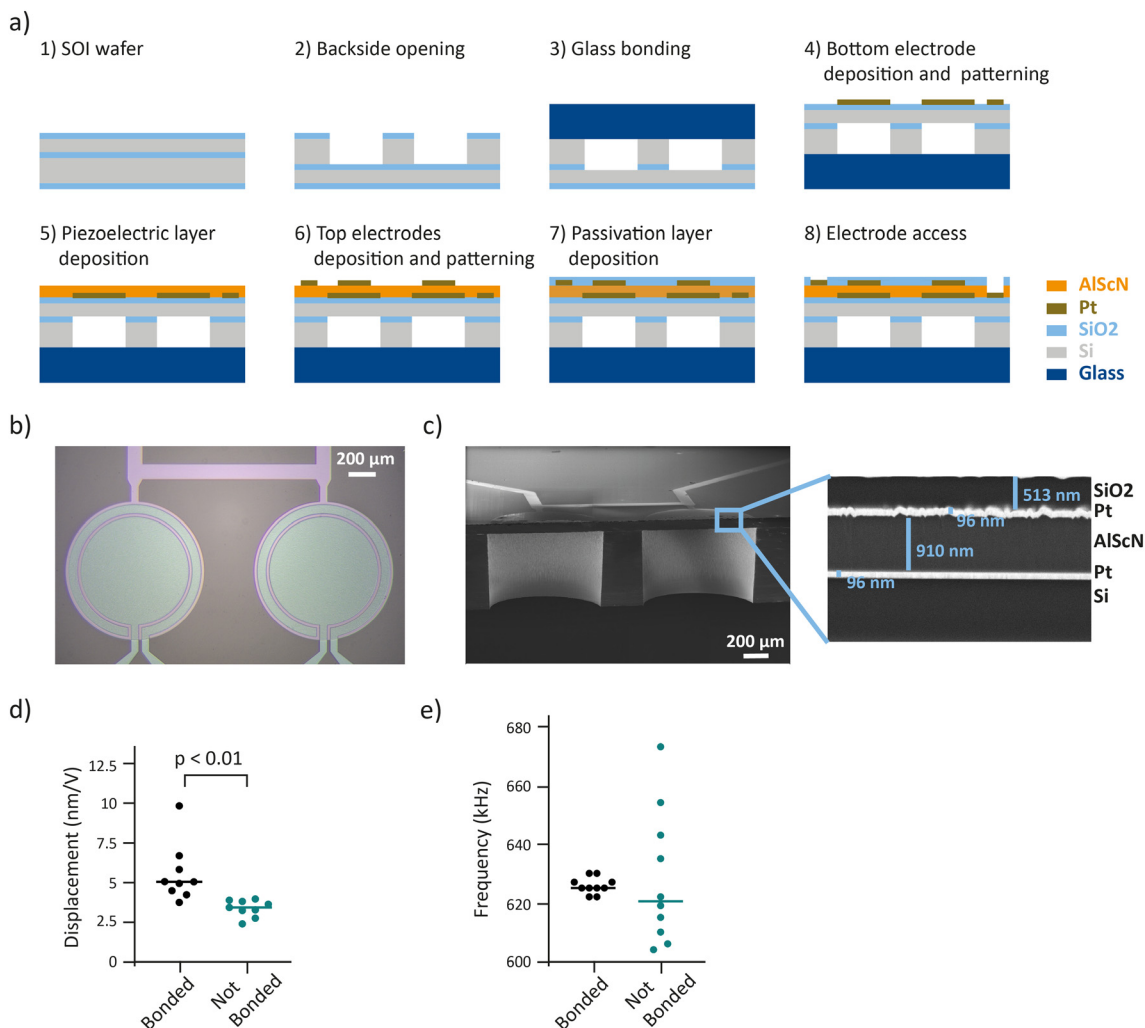 a)
1) SOI wafer
2) Backside opening
3) Glass bonding
4) Bottom electrode
deposition and patterning
5) Piezoelectric layer
deposition
6) Top electrodes
deposition and patterning
7) Passivation layer
deposition
8) Electrode access
AlScN
Pt
SiO2
Si
Glass
b)
200 µm
c)
200 µm
513 nm
SiO2
Pt
96 nm
AlScN
910 nm
Pt
96 nm
Si
d)
Displacement (nm/V)
12.5
10
7.5
5
2.5
0
p < 0.01
Bonded
Not
Bonded
e)
Frequency (kHz)
680
660
640
620
600
Bonded
Not
Bonded